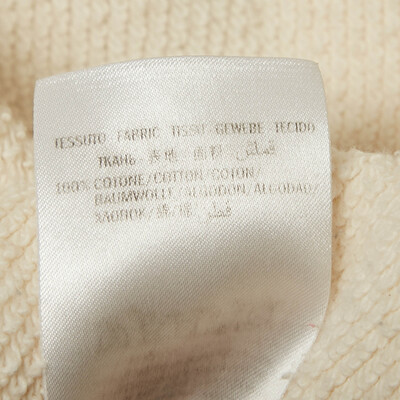 TESSUTO FABRIC TISSU GEWEBE TECIDO
ТКАНЬ 表地 面料 قماش
100% COTONE/COTTON/COTON/
BAUMWOLLE/ALGODON/ALGODAO/
ХЛОПОК/綿/棉/ قطن